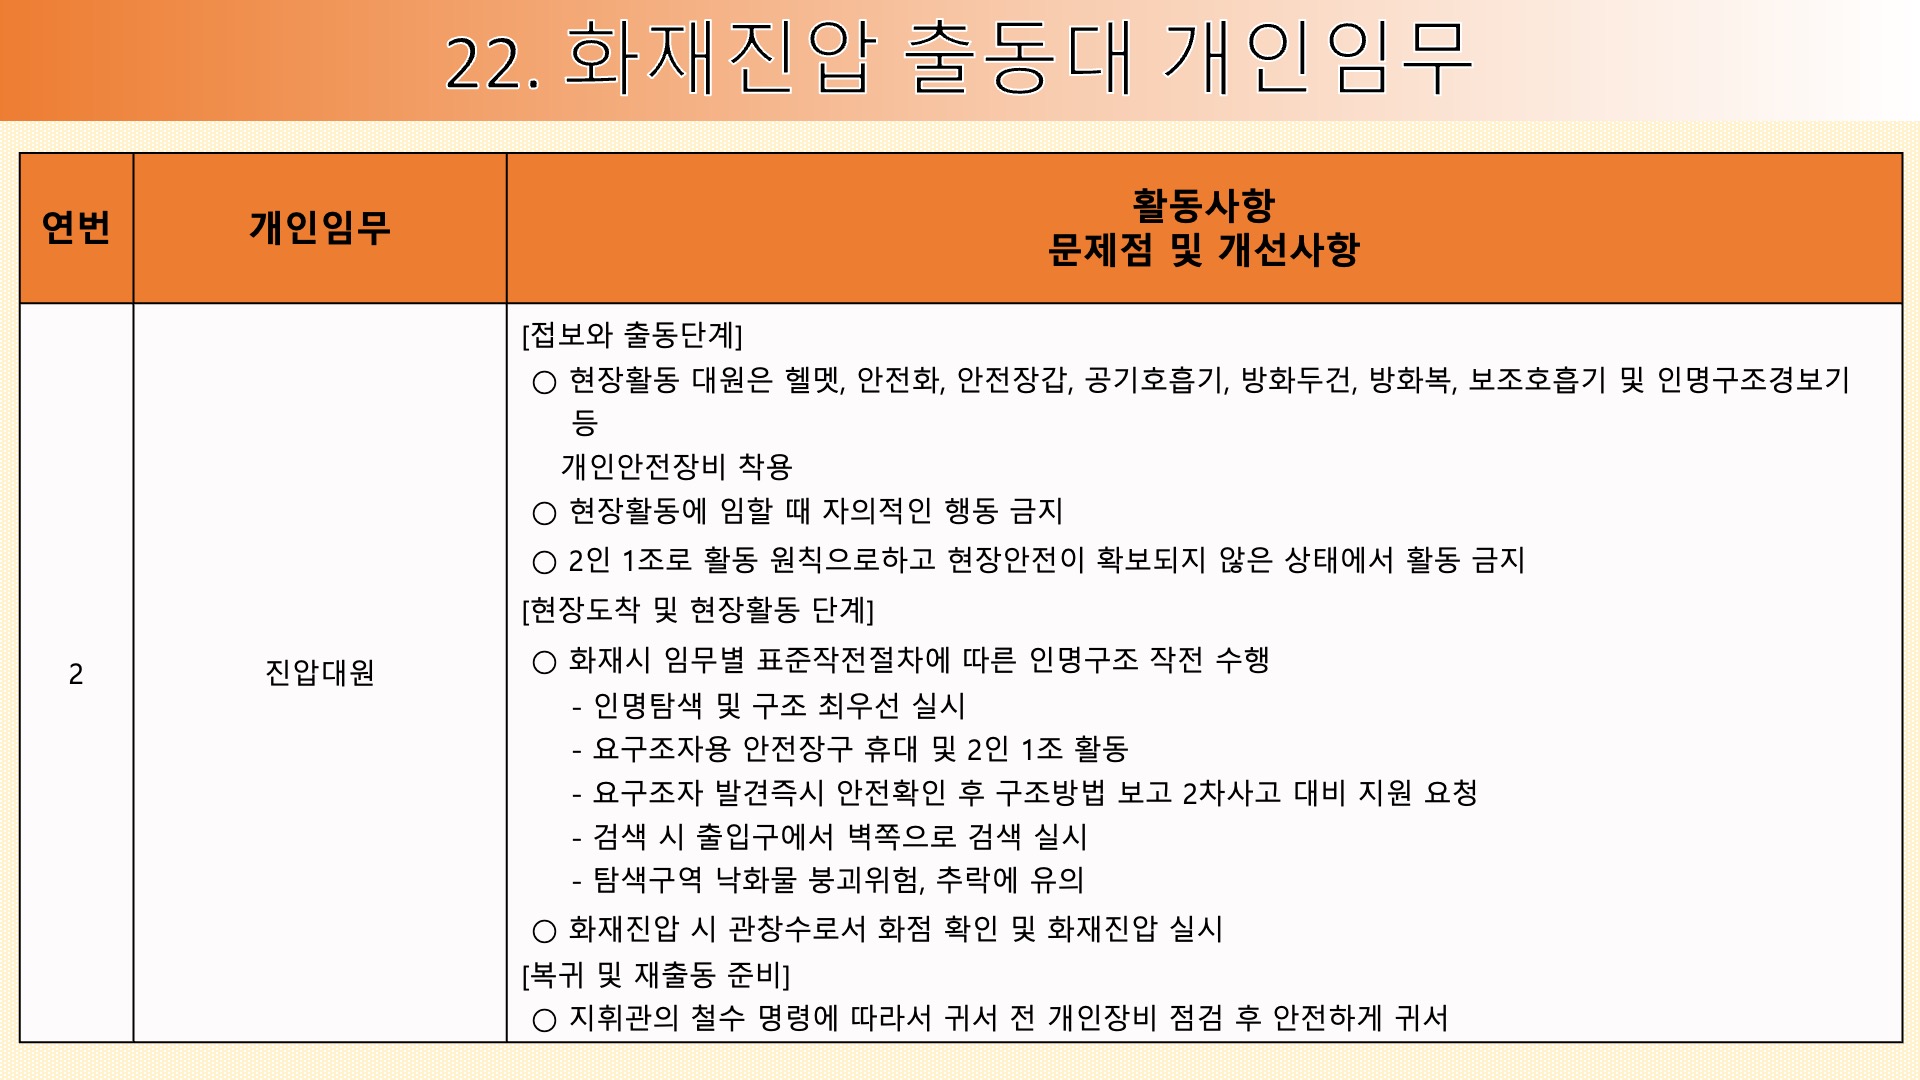 22. 화재진압 출동대 개인임무
연번
개인임무
활동사항
문제점 및 개선사항
2
진압대원
[접보와 출동단계]
○ 현장활동 대원은 헬멧, 안전화, 안전장갑, 공기호흡기, 방화두건, 방화복, 보조호흡기 및 인명구조경보기
등
개인안전장비 착용
○ 현장활동에 임할 때 자의적인 행동 금지
○ 2인 1조로 활동 원칙으로하고 현장안전이 확보되지 않은 상태에서 활동 금지
[현장도착 및 현장활동 단계]
○ 화재시 임무별 표준작전절차에 따른 인명구조 작전 수행
- 인명탐색 및 구조 최우선 실시
- 요구조자용 안전장구 휴대 및 2인 1조 활동
- 요구조자 발견즉시 안전확인 후 구조방법 보고 2차사고 대비 지원 요청
- 검색 시 출입구에서 벽쪽으로 검색 실시
- 탐색구역 낙화물 붕괴위험, 추락에 유의
○ 화재진압 시 관창수로서 화점 확인 및 화재진압 실시
[복귀 및 재출동 준비]
○ 지휘관의 철수 명령에 따라서 귀서 전 개인장비 점검 후 안전하게 귀서